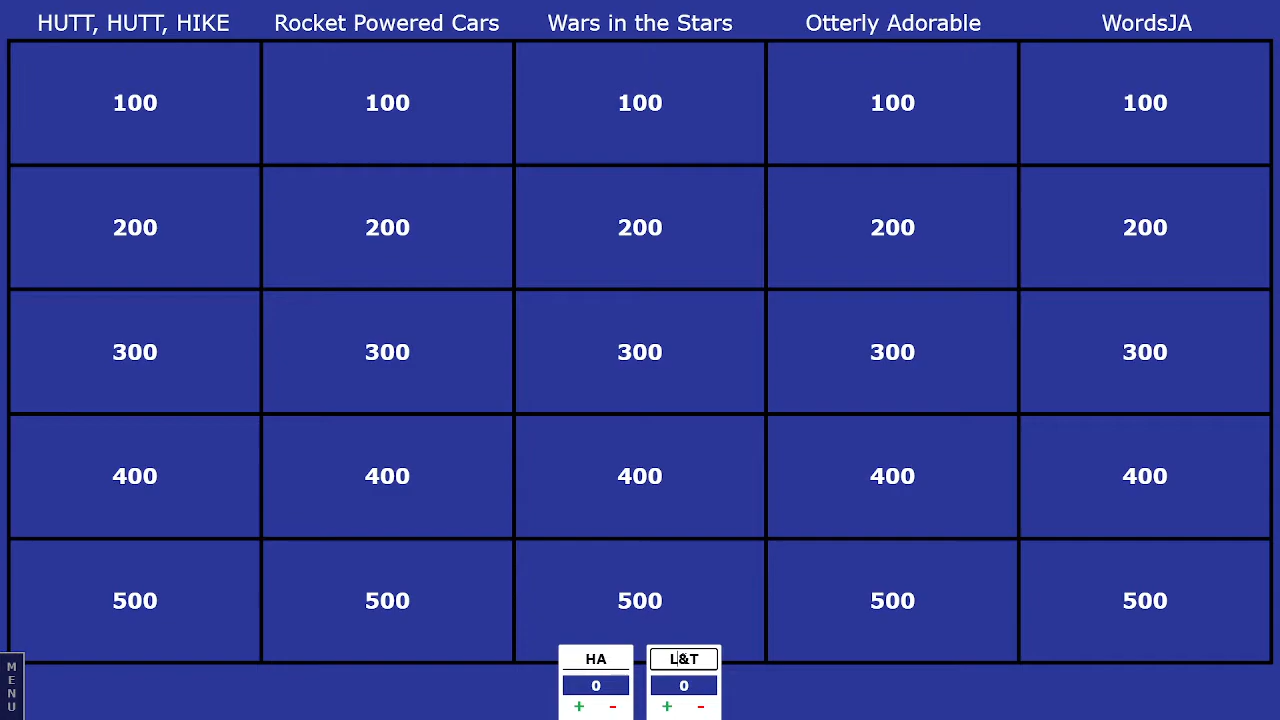 HUTT, HUTT, HIKE Rocket Powered Cars Wars in the Stars Otterly Adorable WordsJA
100 100 100 100 100
200 200 200 200 200
300 300 300 300 300
400 400 400 400 400
500 500 500 500 500
MENU
HA L&T
0 0
+ - + -